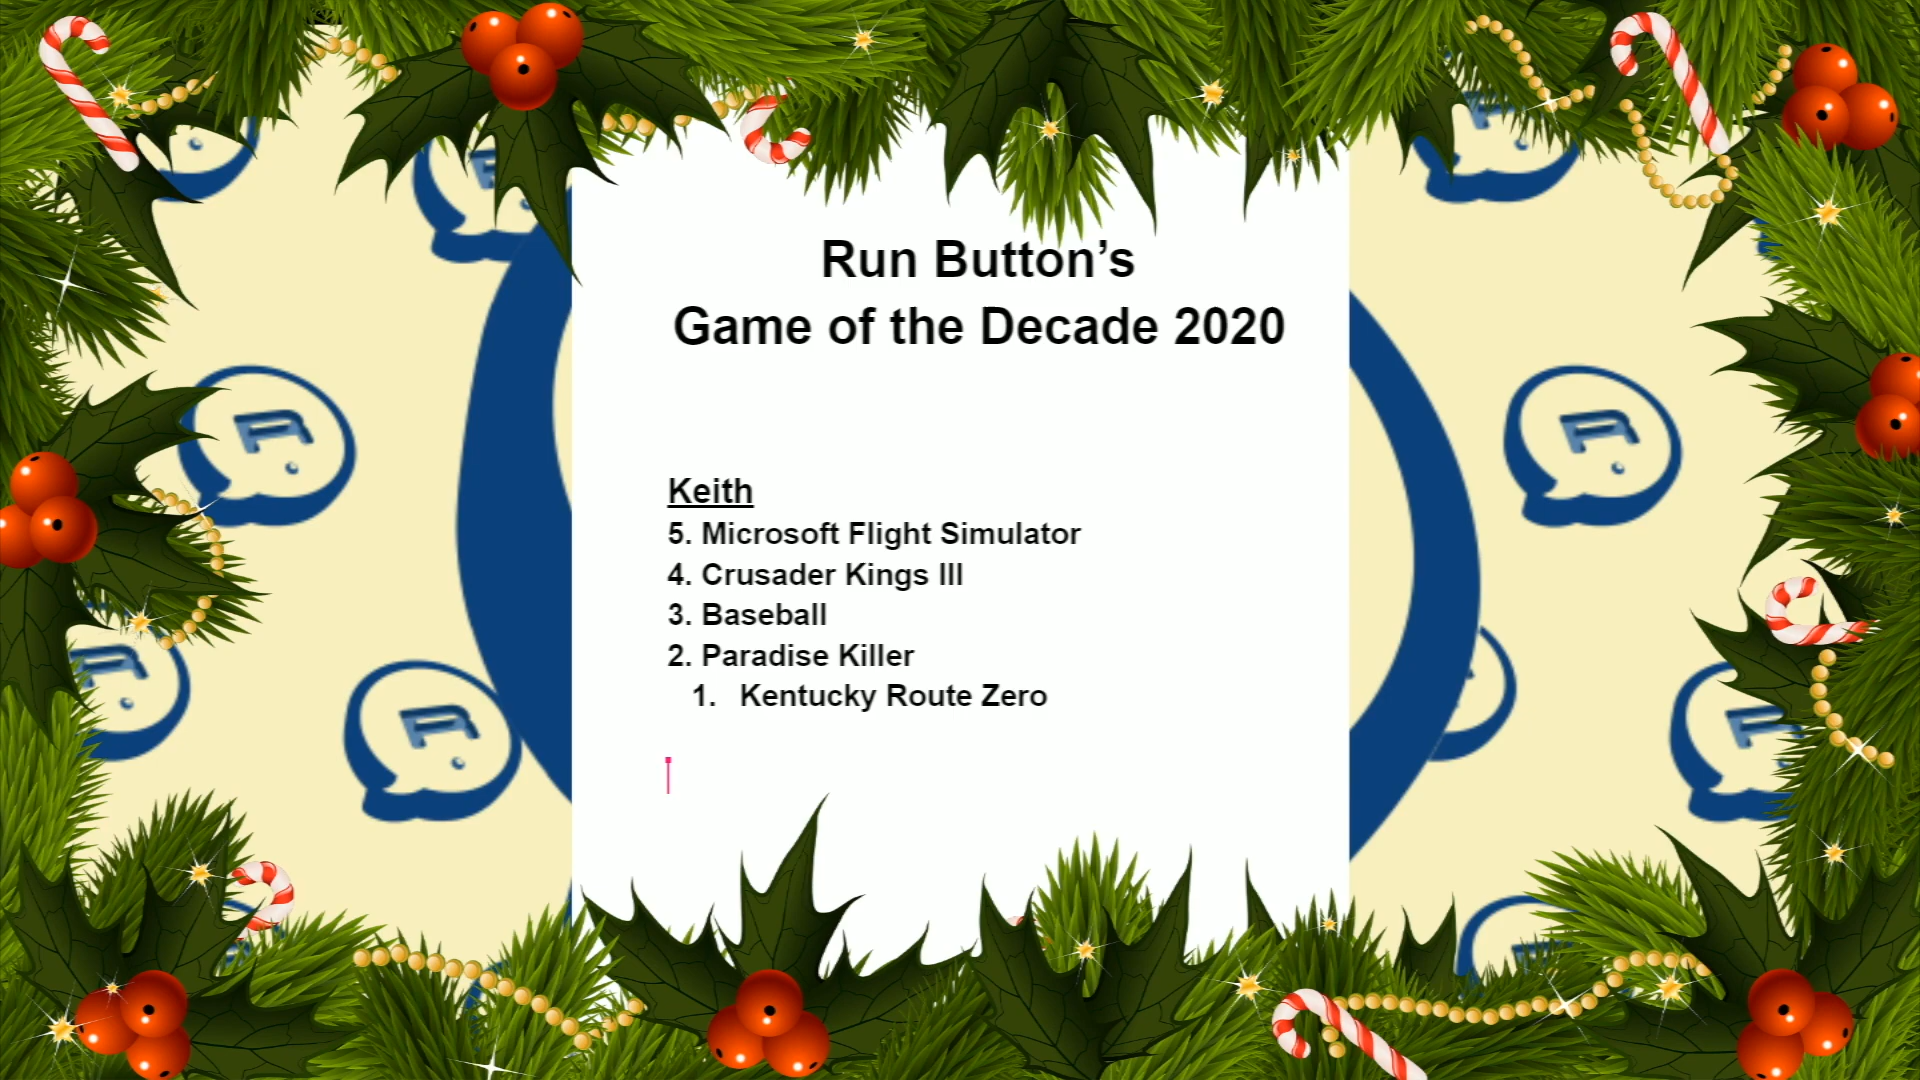 Run Button’s
Game of the Decade 2020
Keith
5. Microsoft Flight Simulator
4. Crusader Kings III
3. Baseball
2. Paradise Killer
1. Kentucky Route Zero